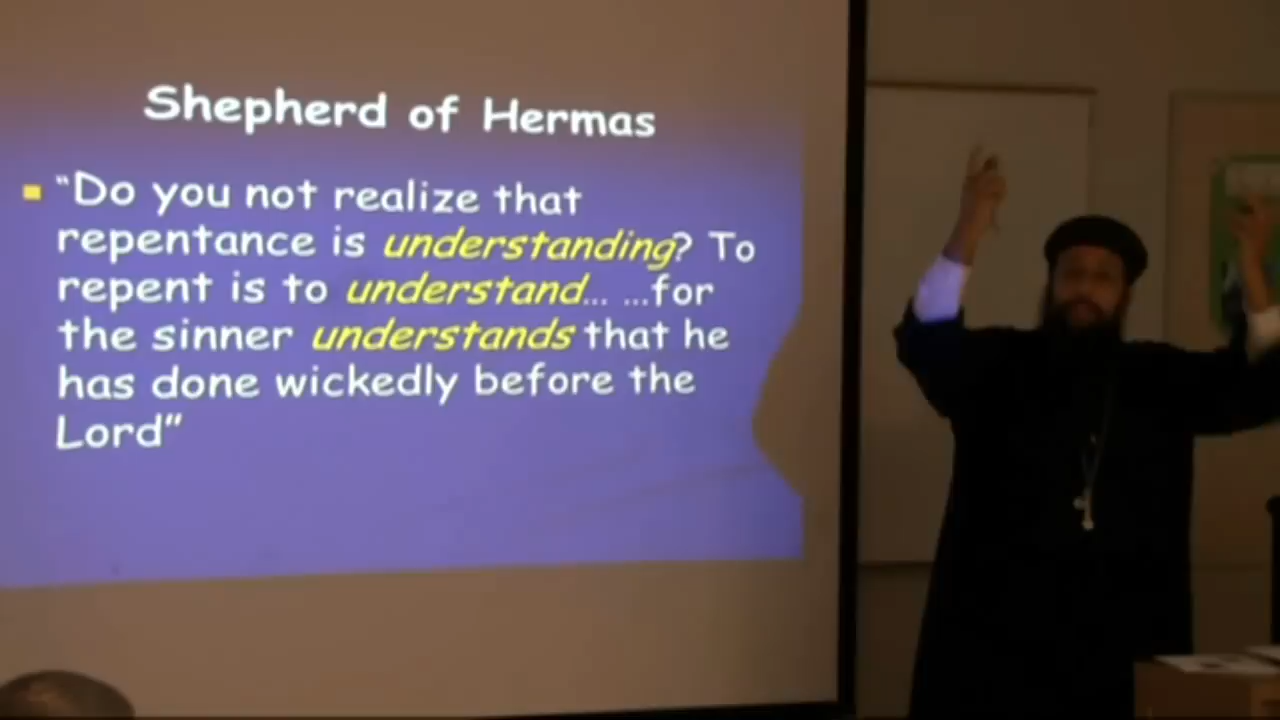 Shepherd of Hermas
“Do you not realize that
repentance is understanding? To
repent is to understand... ...for
the sinner understands that he
has done wickedly before the
Lord”